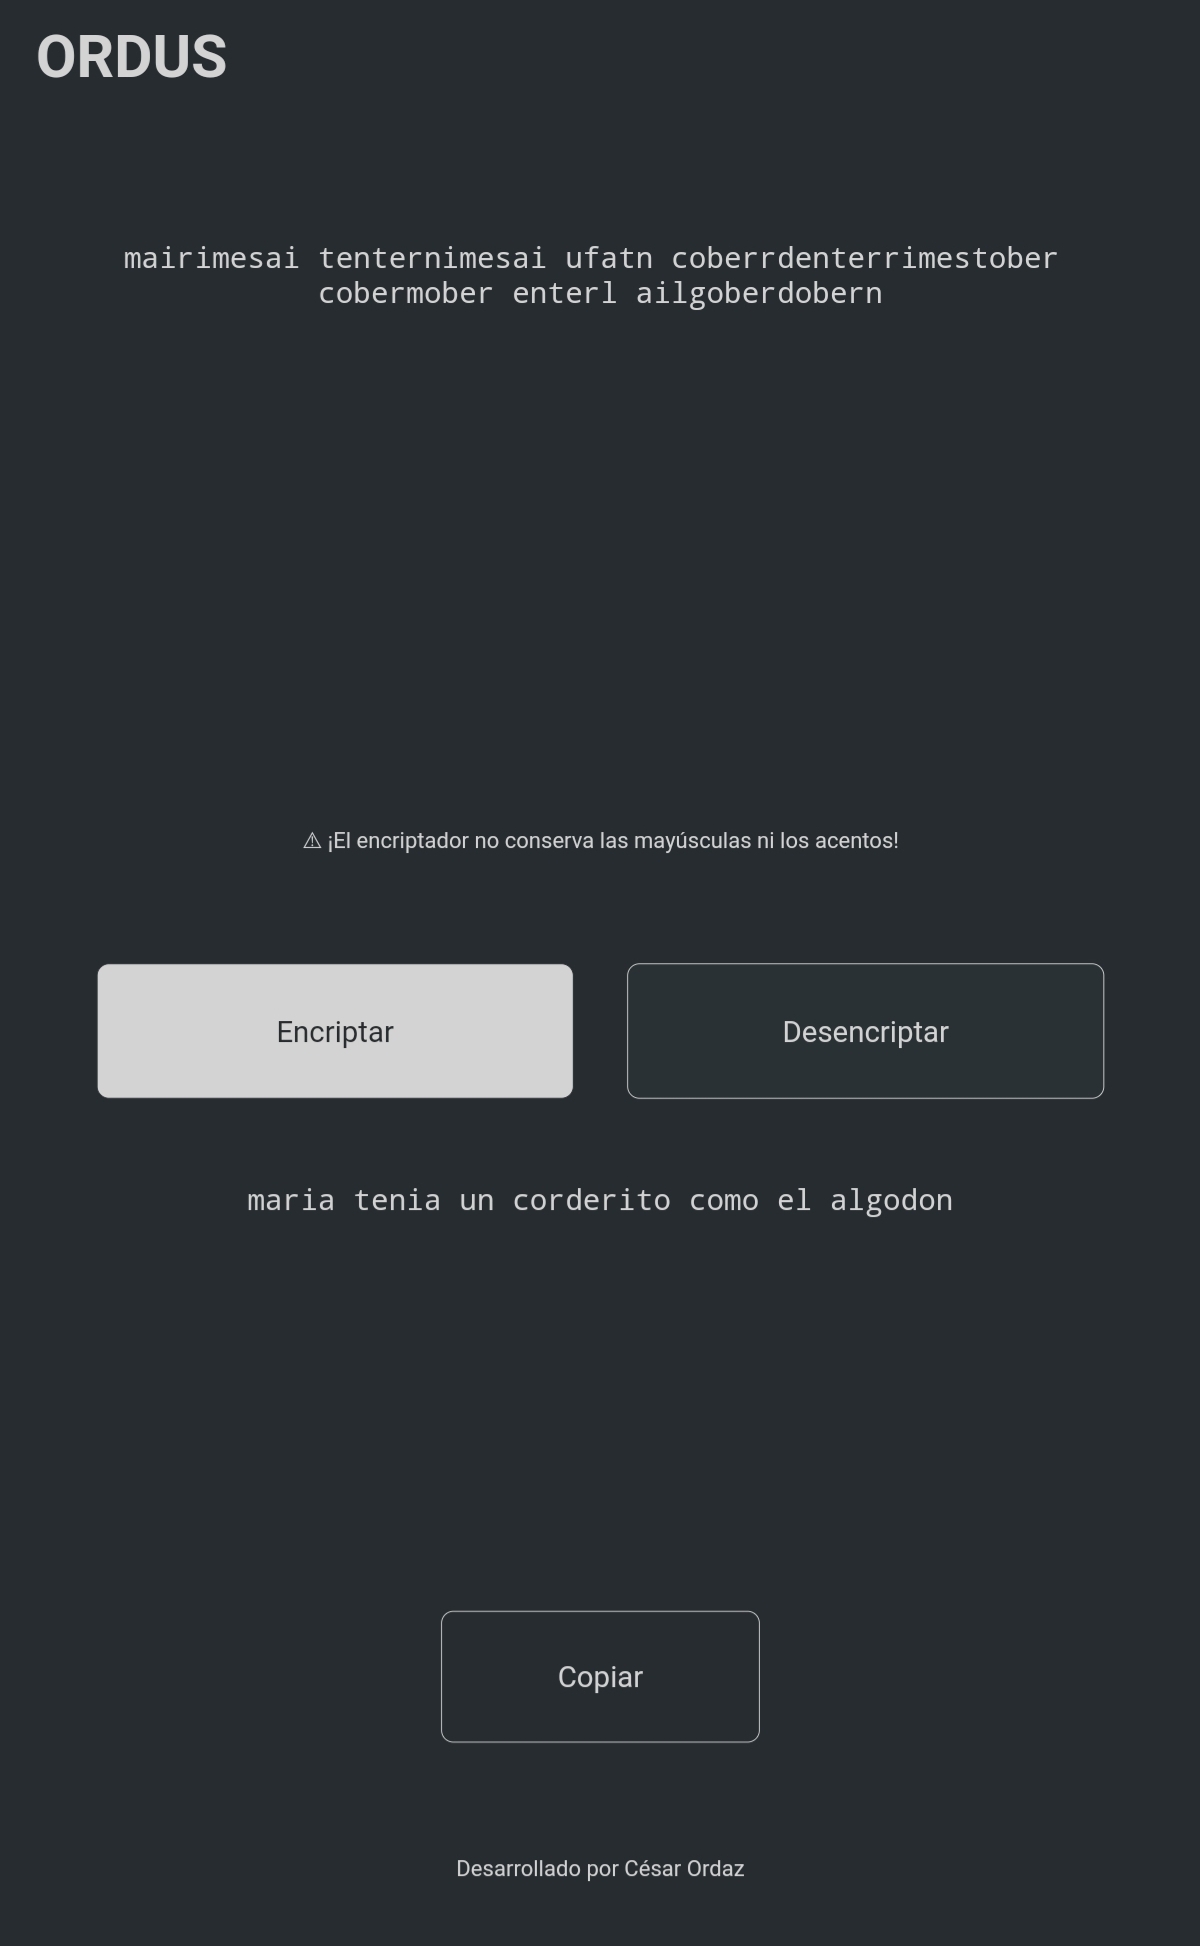 ORDUS
mairimesai tenternimesai ufatn coberrdenterrimestober
cobermober enterl ailgoberdobern
⚠ ¡El encriptador no conserva las mayúsculas ni los acentos!
Encriptar
Desencriptar
maria tenia un corderito como el algodon
Copiar
Desarrollado por César Ordaz